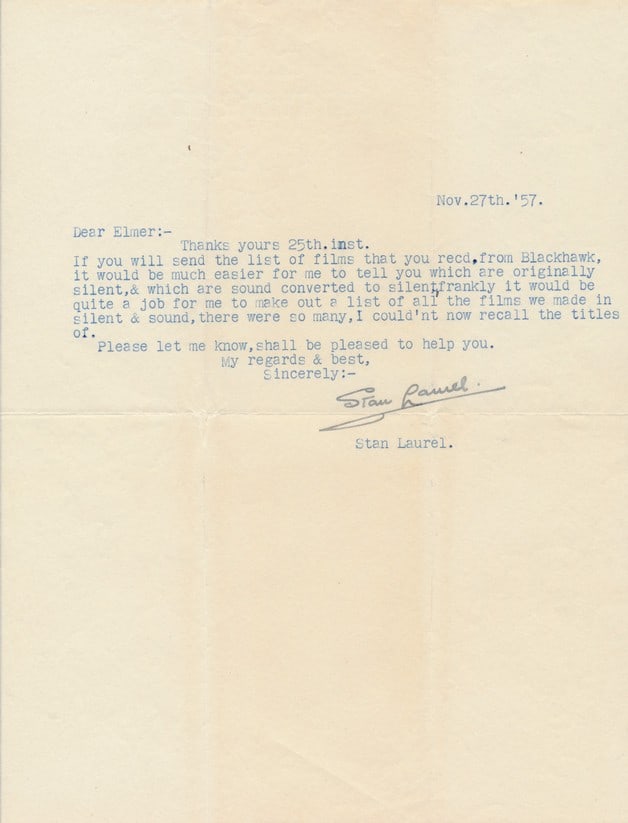 Nov.27th.'57.
Dear Elmer:-
Thanks yours 25th.inst.
If you will send the list of films that you recd,from Blackhawk,
it would be much easier for me to tell you which are originally
silent,& which are sound converted to silent,frankly it would be
quite a job for me to make out a list of all the films we made in
silent & sound,there were so many,I could'nt now recall the titles
of.
Please let me know,shall be pleased to help you.
My regards & best,
Sincerely:-
Stan Laurel.
Stan Laurel.